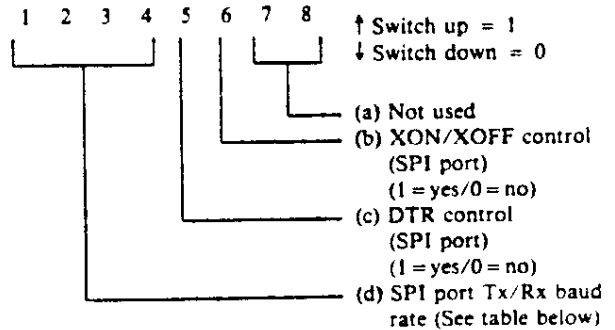 1 2 3 4 5 6 7 8
↑ Switch up = 1
↓ Switch down = 0
(a) Not used
(b) XON/XOFF control
(SPI port)
(1 = yes/0 = no)
(c) DTR control
(SPI port)
(1 = yes/0 = no)
(d) SPI port Tx/Rx baud
rate (See table below)